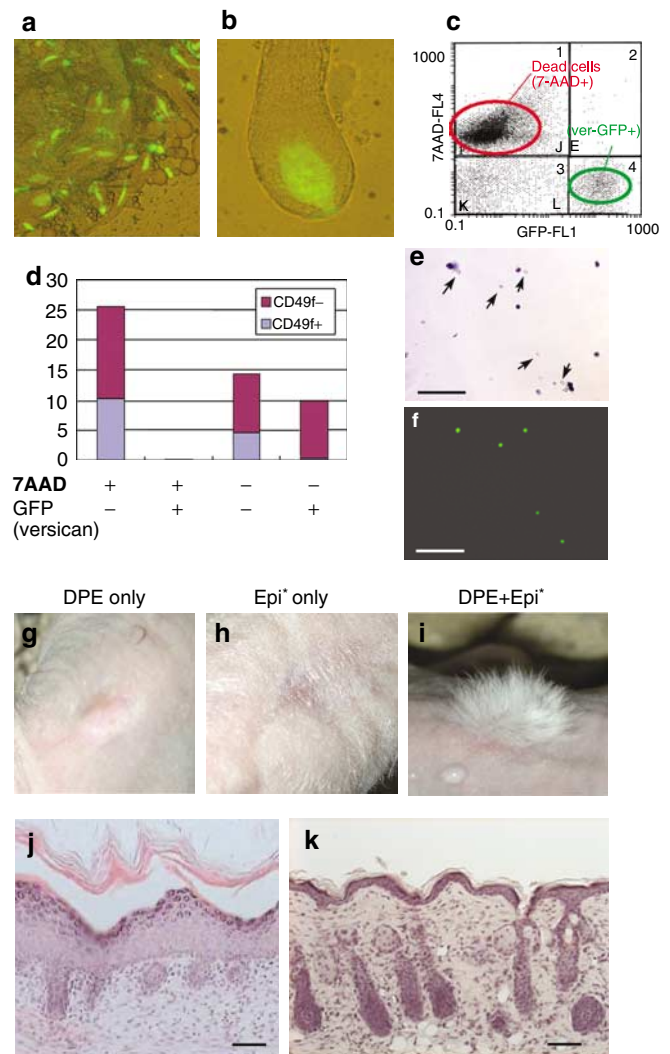 a
b
c
1000
7AAD-FL4
0.1
1
2
Dead cells
(7-AAD+)
(ver-GFP+)
J
E
3
4
K
L
0.1
GFP-FL1
1000
d
30
25
20
15
10
5
0
CD49f–
CD49f+
7AAD + + – –
GFP – + – +
(versican)
e
f
DPE only
Epi* only
DPE+Epi*
g
h
i
j
k